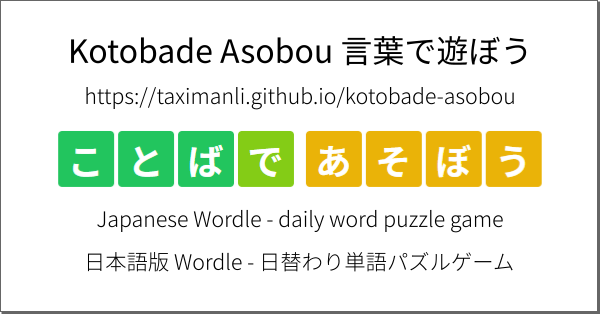 Kotobade Asobou 言葉で遊ぼう
https://taximanli.github.io/kotobade-asobou
ことばで あそぼう
Japanese Wordle - daily word puzzle game
日本語版 Wordle - 日替わり単語パズルゲーム